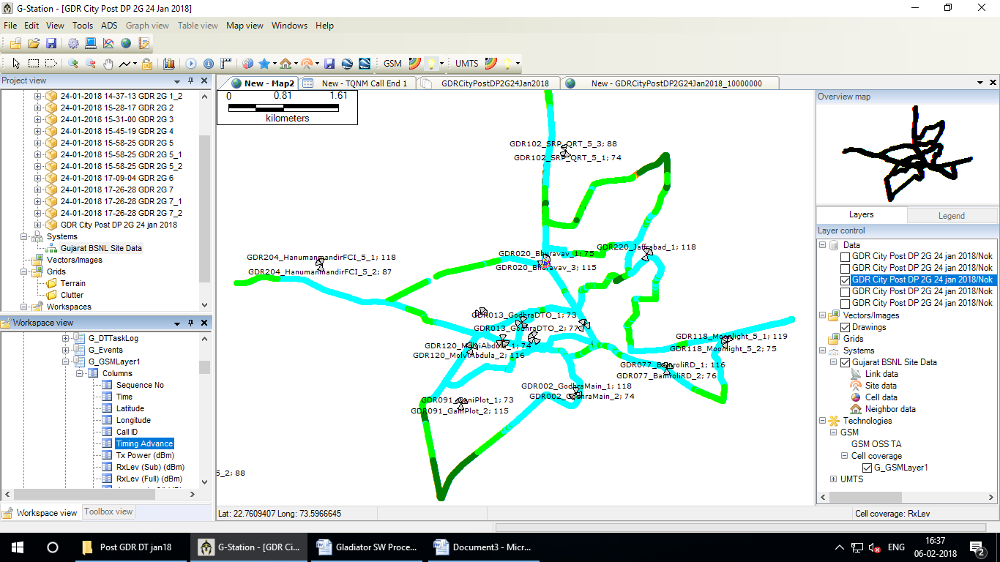 G-Station - [GDR City Post DP 2G 24 Jan 2018]
File Edit View Tools ADS Graph view Table view Map view Windows Help
GSM UMTS
Project view
24-01-2018 14-37-13 GDR 2G 1_2
24-01-2018 15-28-17 GDR 2G 2
24-01-2018 15-31-00 GDR 2G 3
24-01-2018 15-45-19 GDR 2G 4
24-01-2018 15-58-25 GDR 2G 5
24-01-2018 15-58-25 GDR 2G 5_1
24-01-2018 15-58-25 GDR 2G 5_2
24-01-2018 17-09-04 GDR 2G 6
24-01-2018 17-26-28 GDR 2G 7
24-01-2018 17-26-28 GDR 2G 7_1
24-01-2018 17-26-28 GDR 2G 7_2
GDR City Post DP 2G 24 jan 2018
Systems
Gujarat BSNL Site Data
Vectors/Images
Grids
Terrain
Clutter
Workspaces
Workspace view
G_DTTaskLog
G_Events
G_GSMLayer1
Columns
Sequence No
Time
Latitude
Longitude
Call ID
Timing Advance
Tx Power (dBm)
RxLev (Sub) (dBm)
RxLev (Full) (dBm)
Workspace view Toolbox view
New - Map2 New - TQNM Call End 1 GDRCityPostDP2G24Jan2018 New - GDRCityPostDP2G24Jan2018_10000000
0 0.81 1.61
kilometers
GDR102_SRP_QRT_5_3; 88
GDR102_SRP_QRT_5_1; 74
GDR220_Jaffrabad_1; 118
GDR020_Bhuravav_1; 75
GDR020_Bhuravav_3; 115
GDR204_HanumanmandirFCI_5_1; 118
GDR204_HanumanmandirFCI_5_2; 87
GDR013_GodhraDTO_1; 73
GDR013_GodhraDTO_2; 77
GDR120_MolviAbdula_1; 74
GDR120_MolviAbdula_2; 116
GDR118_Moonlight_5_1; 119
GDR118_Moonlight_5_2; 75
GDR077_BamroliRD_1; 116
GDR077_BamroliRD_2; 76
GDR002_GodhraMain_1; 118
GDR002_GodhraMain_2; 74
GDR091_GaniPlot_1; 73
GDR091_GaniPlot_2; 115
5_2; 88
Lat: 22.7609407 Long: 73.5966645
Overview map
Layers Legend
Layer control
Data
GDR City Post DP 2G 24 jan 2018/Nok
GDR City Post DP 2G 24 jan 2018/Nok
GDR City Post DP 2G 24 jan 2018/Nok
GDR City Post DP 2G 24 jan 2018/Nok
GDR City Post DP 2G 24 jan 2018/Nok
Vectors/Images
Drawings
Grids
Systems
Gujarat BSNL Site Data
Link data
Site data
Cell data
Neighbor data
Technologies
GSM
GSM OSS TA
Cell coverage
G_GSMLayer1
UMTS
Cell coverage: RxLev
Post GDR DT jan18 G-Station - [GDR Ci... Gladiator SW Proce... Document3 - Micr... ENG 16:37
06-02-2018 2